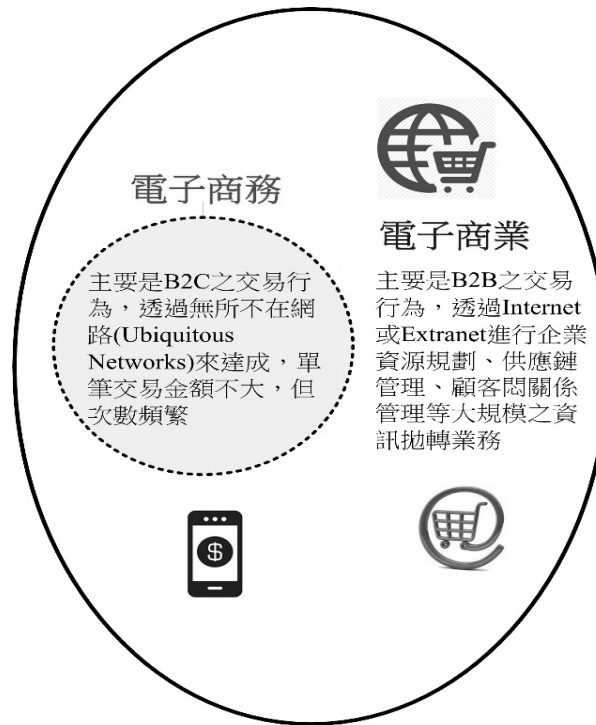 電子商務
主要是B2C之交易行
為，透過無所不在網
路(Ubiquitous
Networks)來達成，單
筆交易金額不大，但
次數頻繁
電子商業
主要是B2B之交易
行為，透過Internet
或Extranet進行企業
資源規劃、供應鏈
管理、顧客悶關係
管理等大規模之資
訊拋轉業務